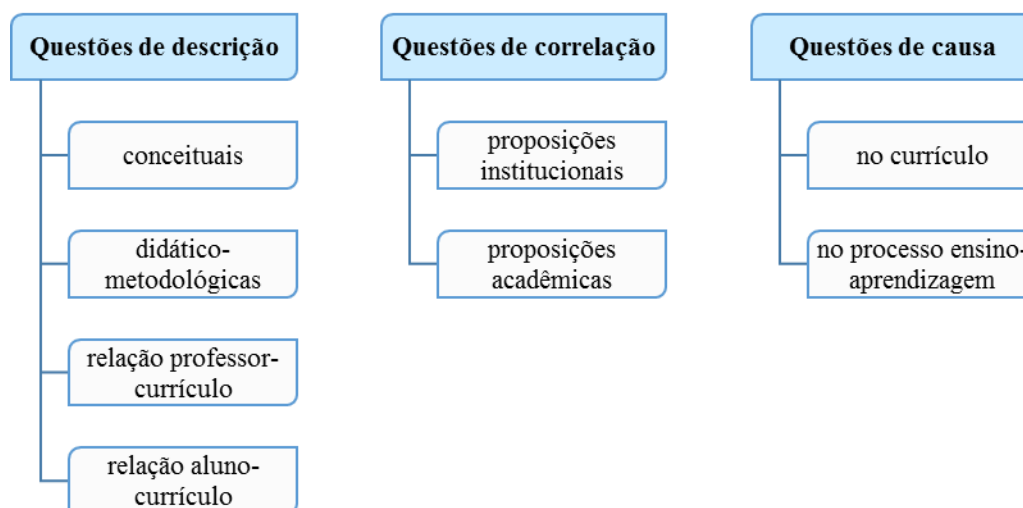 Questões de descrição
conceituais
didático-
metodológicas
relação professor-
currículo
relação aluno-
currículo
Questões de correlação
proposições
institucionais
proposições
acadêmicas
Questões de causa
no currículo
no processo ensino-
aprendizagem